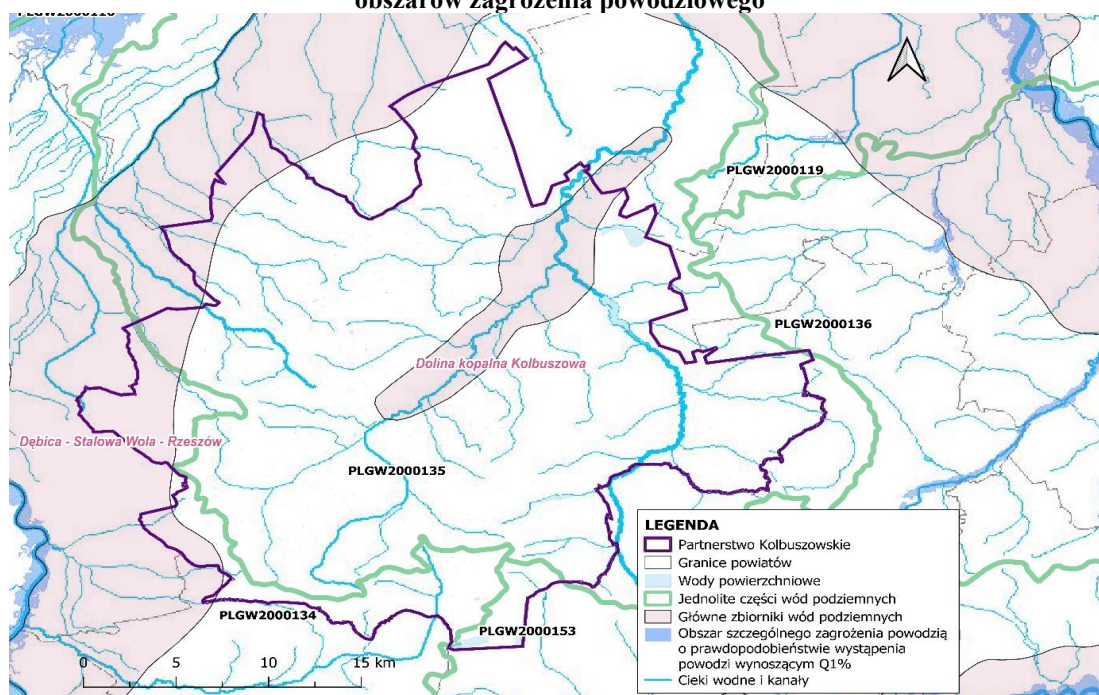 obszarów zagrożenia powodziowego
PLGW2000119
PLGW2000136
Dolina kopalna Kolbuszowa
Dębica - Stalowa Wola - Rzeszów
PLGW2000135
PLGW2000134
PLGW2000153
0 5 10 15 km
LEGENDA
Partnerstwo Kolbuszowskie
Granice powiatów
Wody powierzchniowe
Jednolite części wód podziemnych
Główne zbiorniki wód podziemnych
Obszar szczególnego zagrożenia powodzią
o prawdopodobieństwie wystąpenia
powodzi wynoszącym Q1%
Cieki wodne i kanały